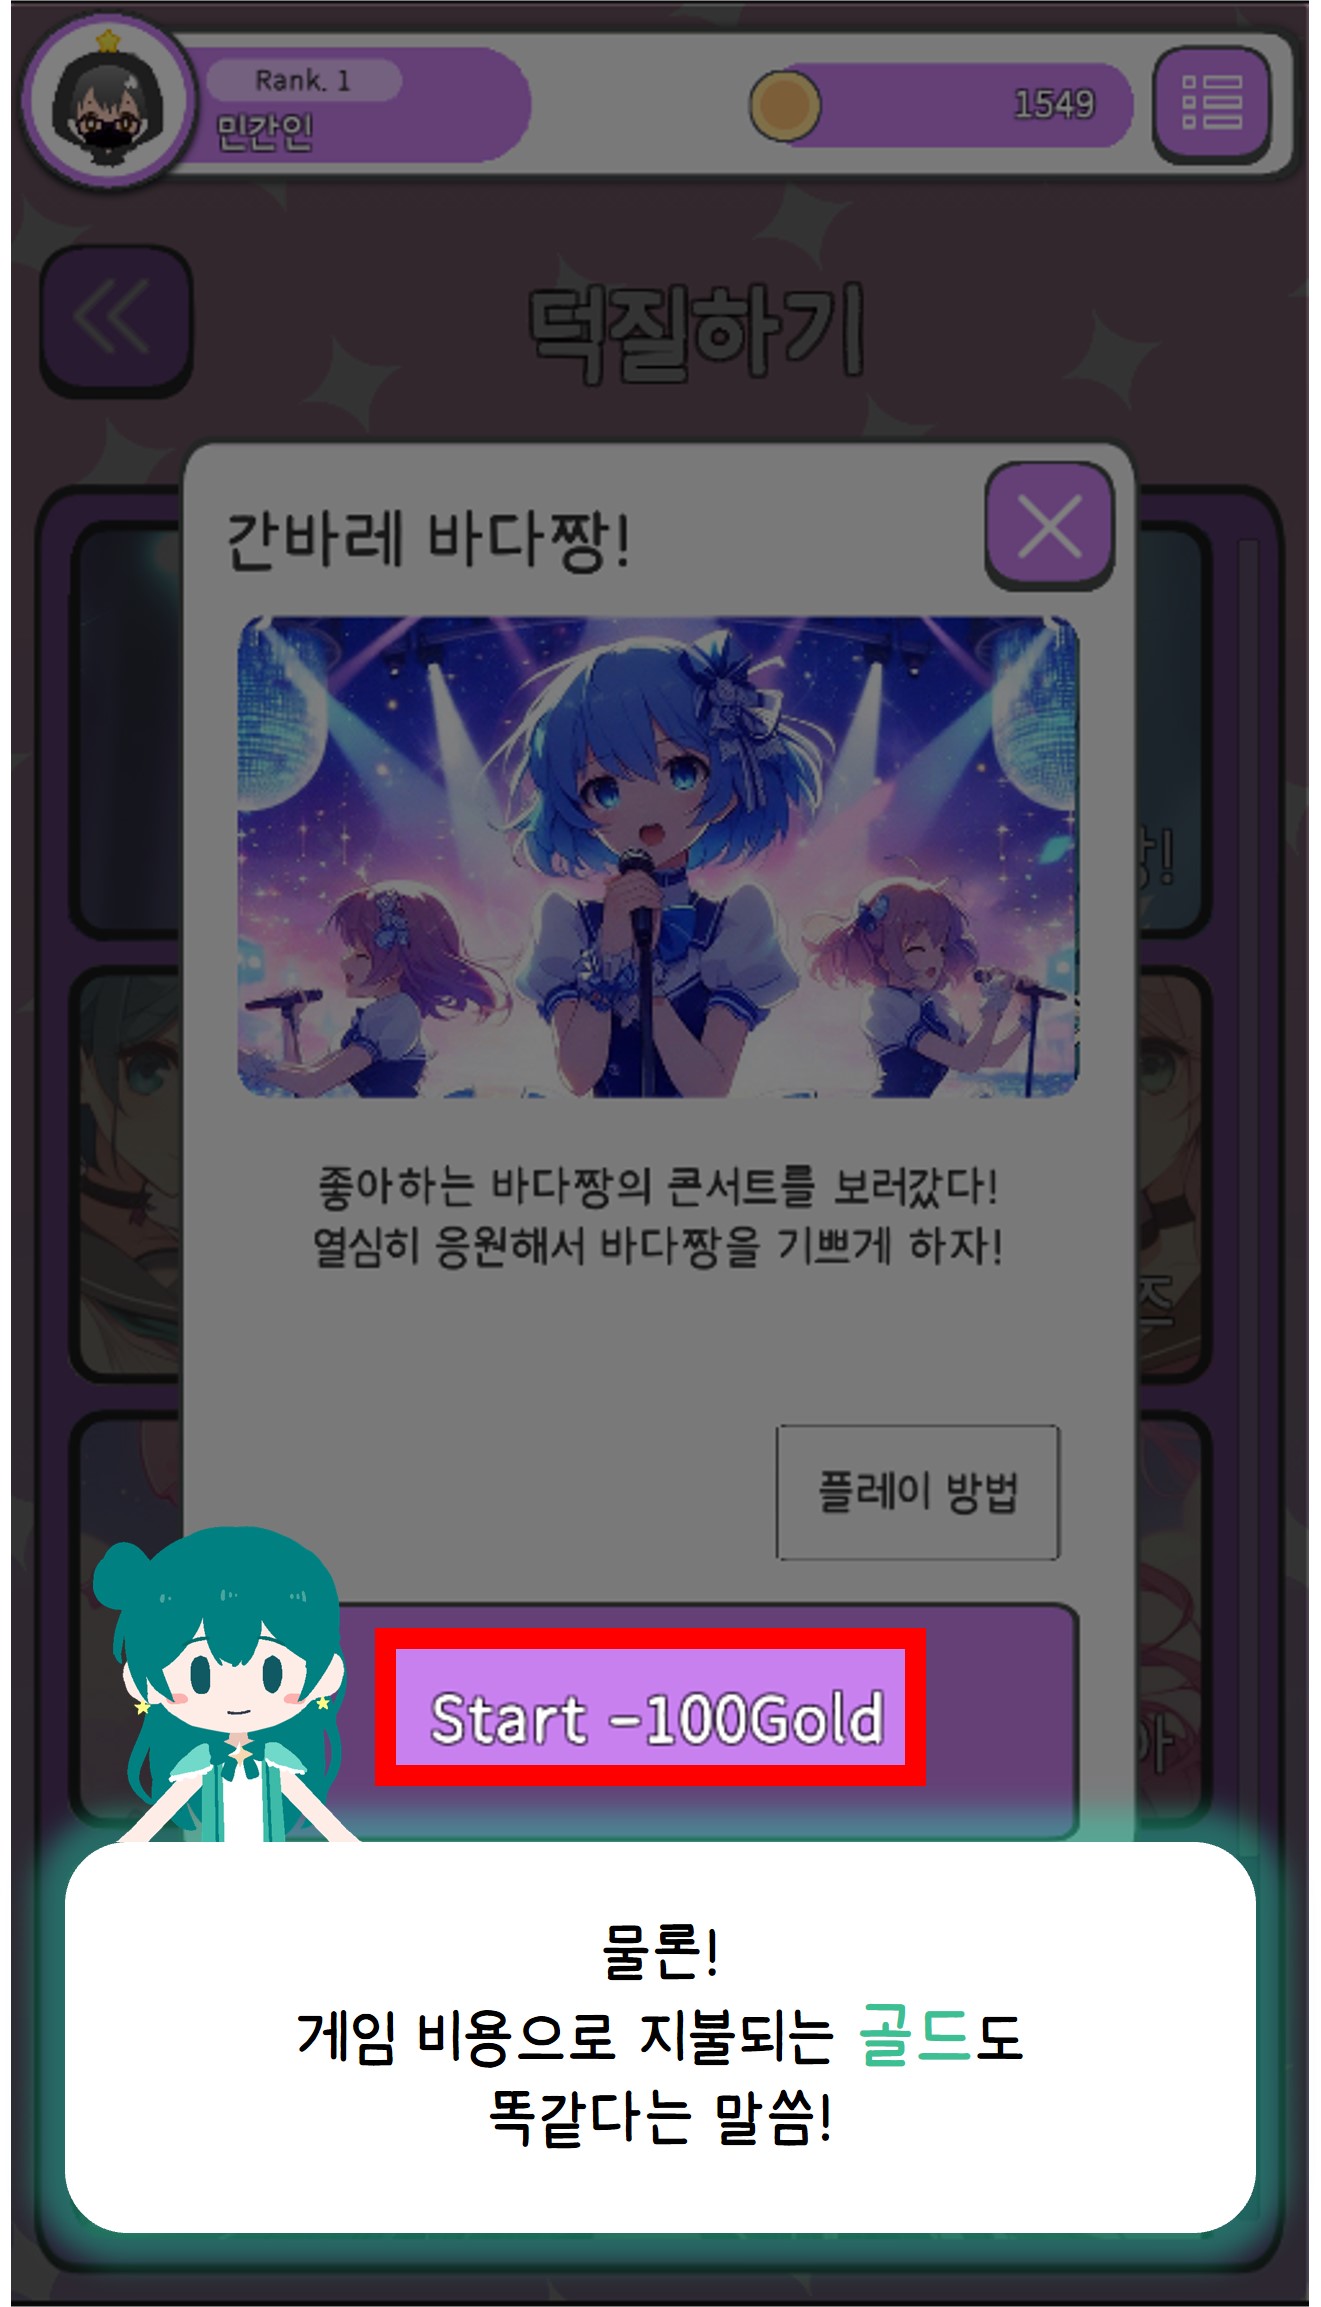 Rank. 1
민간인
1549
덕질하기
간바레 바다짱!
좋아하는 바다짱의 콘서트를 보러갔다!
열심히 응원해서 바다짱을 기쁘게 하자!
플레이 방법
Start -100Gold
물론!
게임 비용으로 지불되는 골드도
똑같다는 말씀!